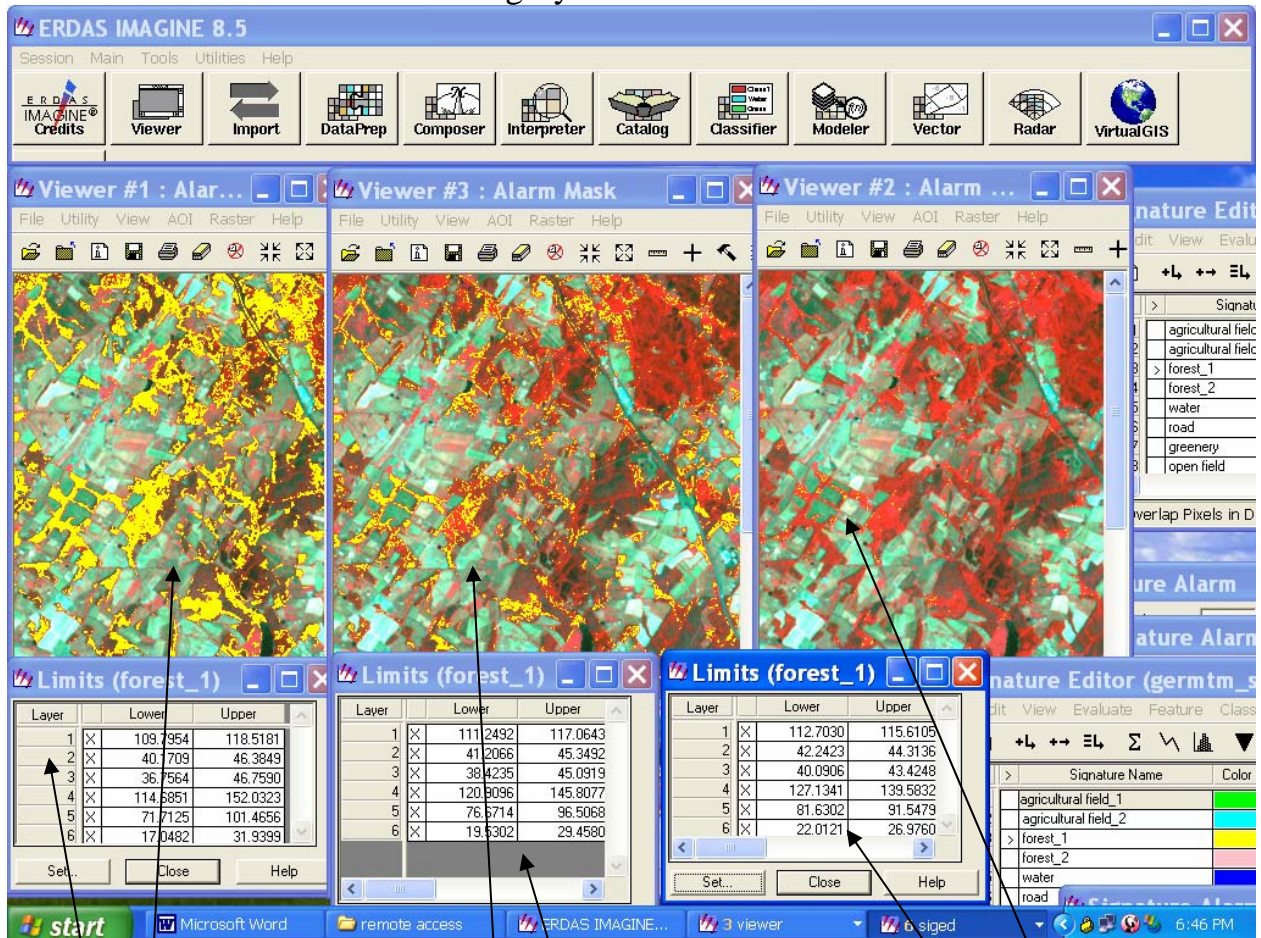 ERDAS IMAGINE 8.5
Session Main Tools Utilities Help
ERDAS
IMAGINE®
Credits
Viewer
Import
DataPrep
Composer
Interpreter
Catalog
Class1
Water
Grass
Classifier
f()
Modeler
Vector
Radar
VirtualGIS
Viewer #1 : Alar...
File Utility View AOI Raster Help
Viewer #3 : Alarm Mask
File Utility View AOI Raster Help
Viewer #2 : Alarm ...
File Utility View AOI Raster Help
nature Edit
dit View Evalu
> Signatu
agricultural field
agricultural field
> forest_1
forest_2
water
road
greenery
open field
verlap Pixels in D
ure Alarm
ature Alarm
Limits (forest_1)
Layer Lower Upper
1 X 109.7954 118.5181
2 X 40.1709 46.3849
3 X 36.7564 46.7590
4 X 114.6851 152.0323
5 X 71.7125 101.4656
6 X 17.0482 31.9399
Set... Close Help
Limits (forest_1)
Layer Lower Upper
1 X 111.2492 117.0643
2 X 41.2066 45.3492
3 X 38.4235 45.0919
4 X 120.9096 145.8077
5 X 76.6714 96.5068
6 X 19.5302 29.4580
Limits (forest_1)
Layer Lower Upper
1 X 112.7030 115.6105
2 X 42.2423 44.3136
3 X 40.0906 43.4248
4 X 127.1341 139.5832
5 X 81.6302 91.5479
6 X 22.0121 26.9760
Set... Close Help
nature Editor (germtm_s
dit View Evaluate Feature Class
> Signature Name Color
agricultural field_1
agricultural field_2
> forest_1
forest_2
water
road
start
Microsoft Word
remote access
ERDAS IMAGINE...
3 viewer
6 siged
6:46 PM